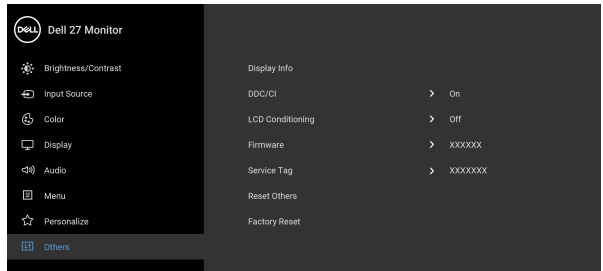 DELL Dell 27 Monitor
Brightness/Contrast
Input Source
Color
Display
Audio
Menu
Personalize
Others
Display Info
DDC/CI > On
LCD Conditioning > Off
Firmware > XXXXXX
Service Tag > XXXXXXX
Reset Others
Factory Reset